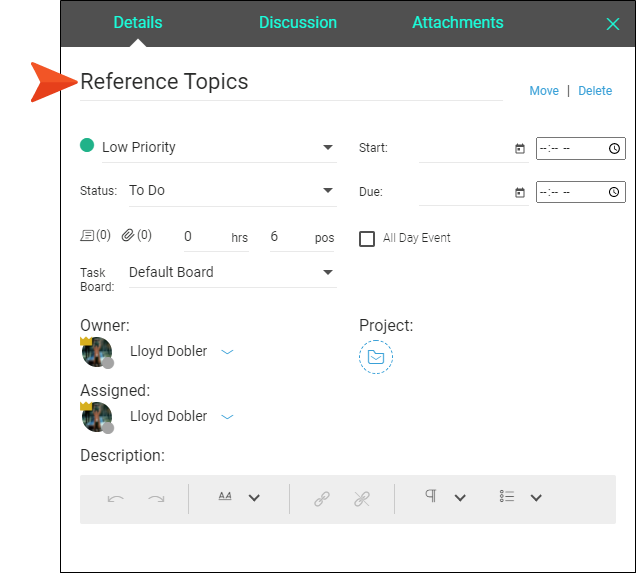 Details Discussion Attachments
Reference Topics
Move | Delete
Low Priority Start: --:-- --
Status: To Do Due: --:-- --
(0) (0) 0 hrs 6 pos All Day Event
Task Board: Default Board
Owner: Project:
Lloyd Dobler
Assigned:
Lloyd Dobler
Description:
AA